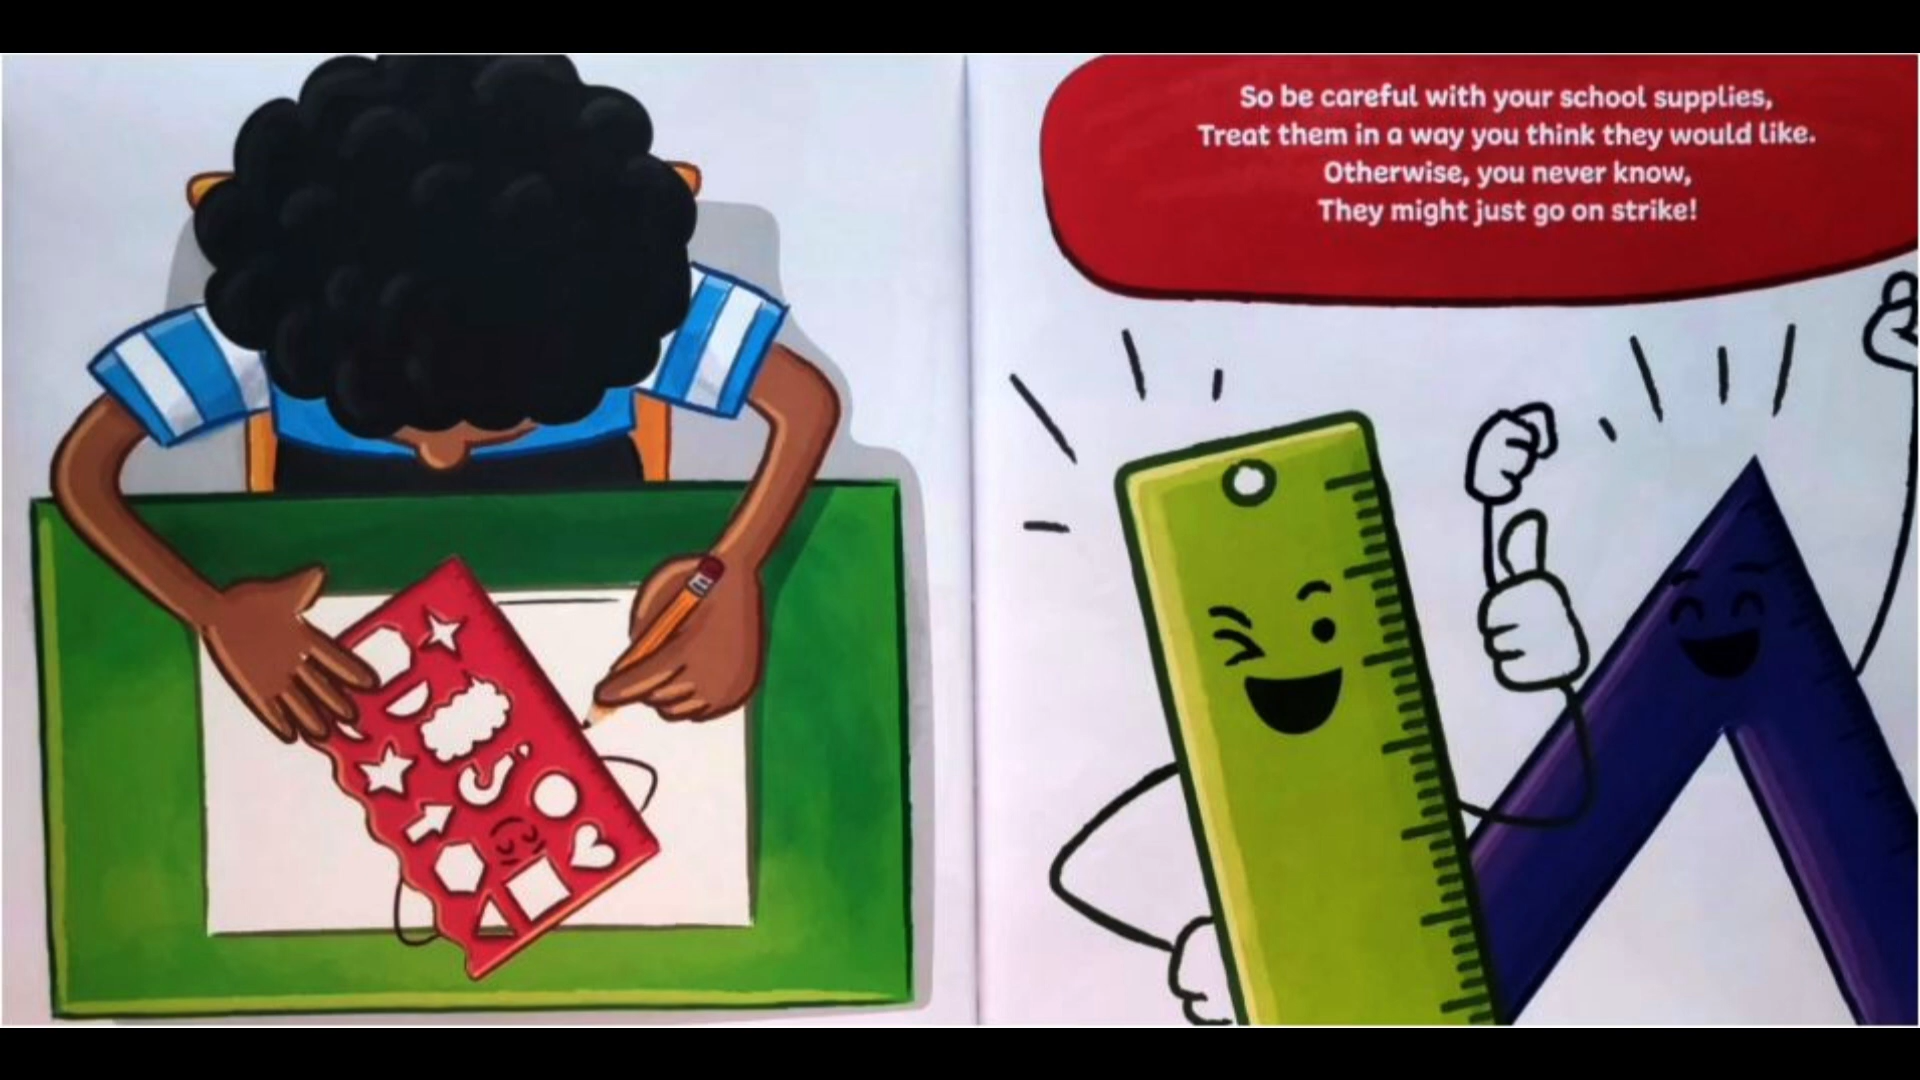 So be careful with your school supplies,
Treat them in a way you think they would like.
Otherwise, you never know,
They might just go on strike!